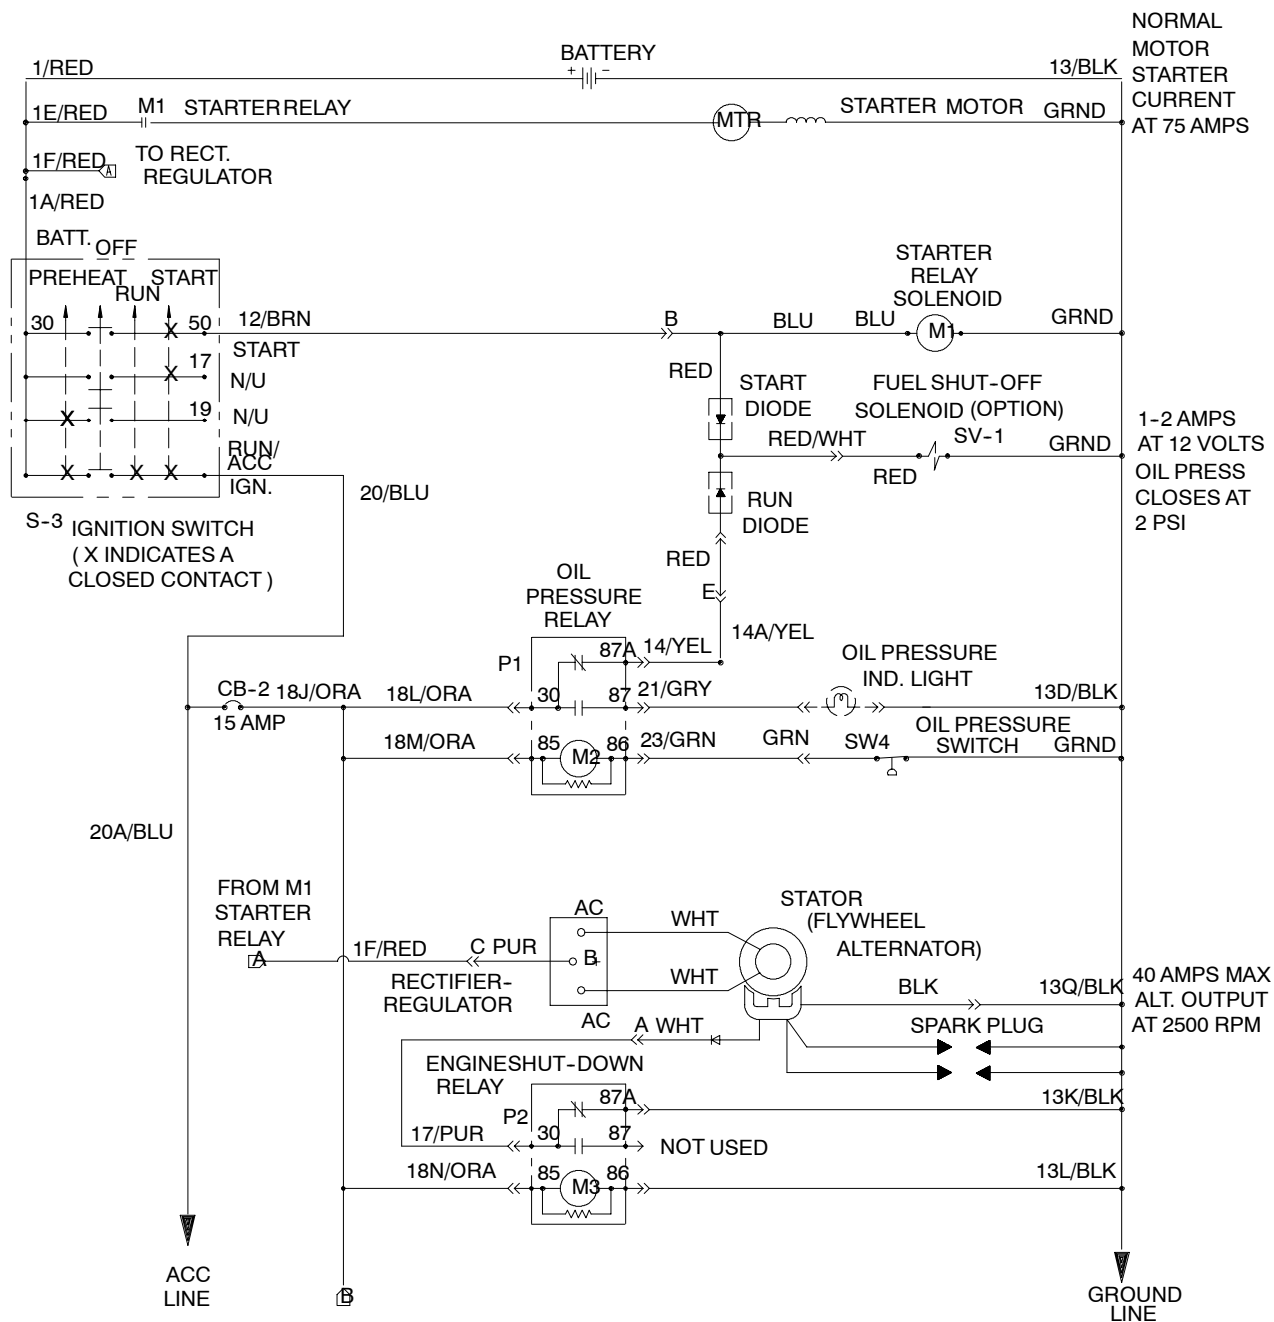 NORMAL
MOTOR
STARTER
CURRENT
AT 75 AMPS
BATTERY
+ -
1/RED
13/BLK
1E/RED
M1
STARTER RELAY
MTR
STARTER MOTOR
GRND
1F/RED
A
TO RECT.
REGULATOR
1A/RED
BATT.
OFF
PREHEAT
START
RUN
30
X
50
12/BRN
START
B
BLU
BLU
STARTER
RELAY
SOLENOID
M1
GRND
X
17
N/U
X
19
N/U
X
X
X
RUN/
ACC
IGN.
20/BLU
RED
START
DIODE
FUEL SHUT-OFF
SOLENOID (OPTION)
RED/WHT
SV-1
RED
GRND
1-2 AMPS
AT 12 VOLTS
OIL PRESS
CLOSES AT
2 PSI
S-3
IGNITION SWITCH
( X INDICATES A
CLOSED CONTACT )
RUN
DIODE
RED
E
OIL
PRESSURE
RELAY
P1
87A
14/YEL
14A/YEL
CB-2
15 AMP
18J/ORA
18L/ORA
30
87
21/GRY
OIL PRESSURE
IND. LIGHT
13D/BLK
18M/ORA
85
M2
86
23/GRN
GRN
SW4
OIL PRESSURE
SWITCH
GRND
20A/BLU
FROM M1
STARTER
RELAY
A
1F/RED
C PUR
RECTIFIER-
REGULATOR
AC
B+
AC
WHT
WHT
STATOR
(FLYWHEEL
ALTERNATOR)
BLK
13Q/BLK
40 AMPS MAX
ALT. OUTPUT
AT 2500 RPM
SPARK PLUG
A WHT
ENGINE SHUT-DOWN
RELAY
P2
87A
13K/BLK
17/PUR
30
87
NOT USED
18N/ORA
85
M3
86
13L/BLK
ACC
LINE
B
GROUND
LINE